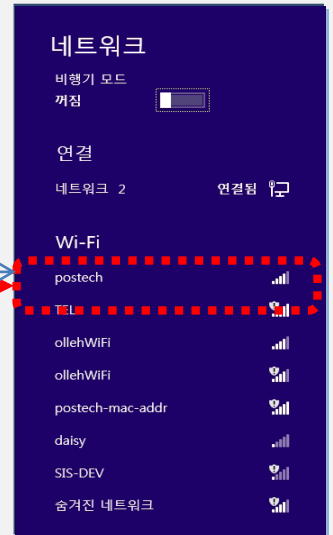 네트워크
비행기 모드
꺼짐
연결
네트워크 2 연결됨
Wi-Fi
postech
TEL
ollehWiFi
ollehWiFi
postech-mac-addr
daisy
SIS-DEV
숨겨진 네트워크